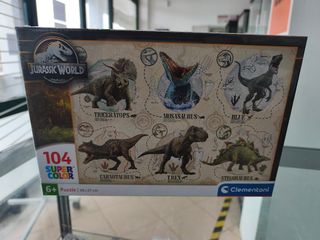 JURASSIC WORLD
TRICERATOPS
MOSASAURUS
BLUE
CARNOTAURUS
T.REX
STEGOSAURUS
104
SUPER
COLOR
6+
Puzzle
Clementoni